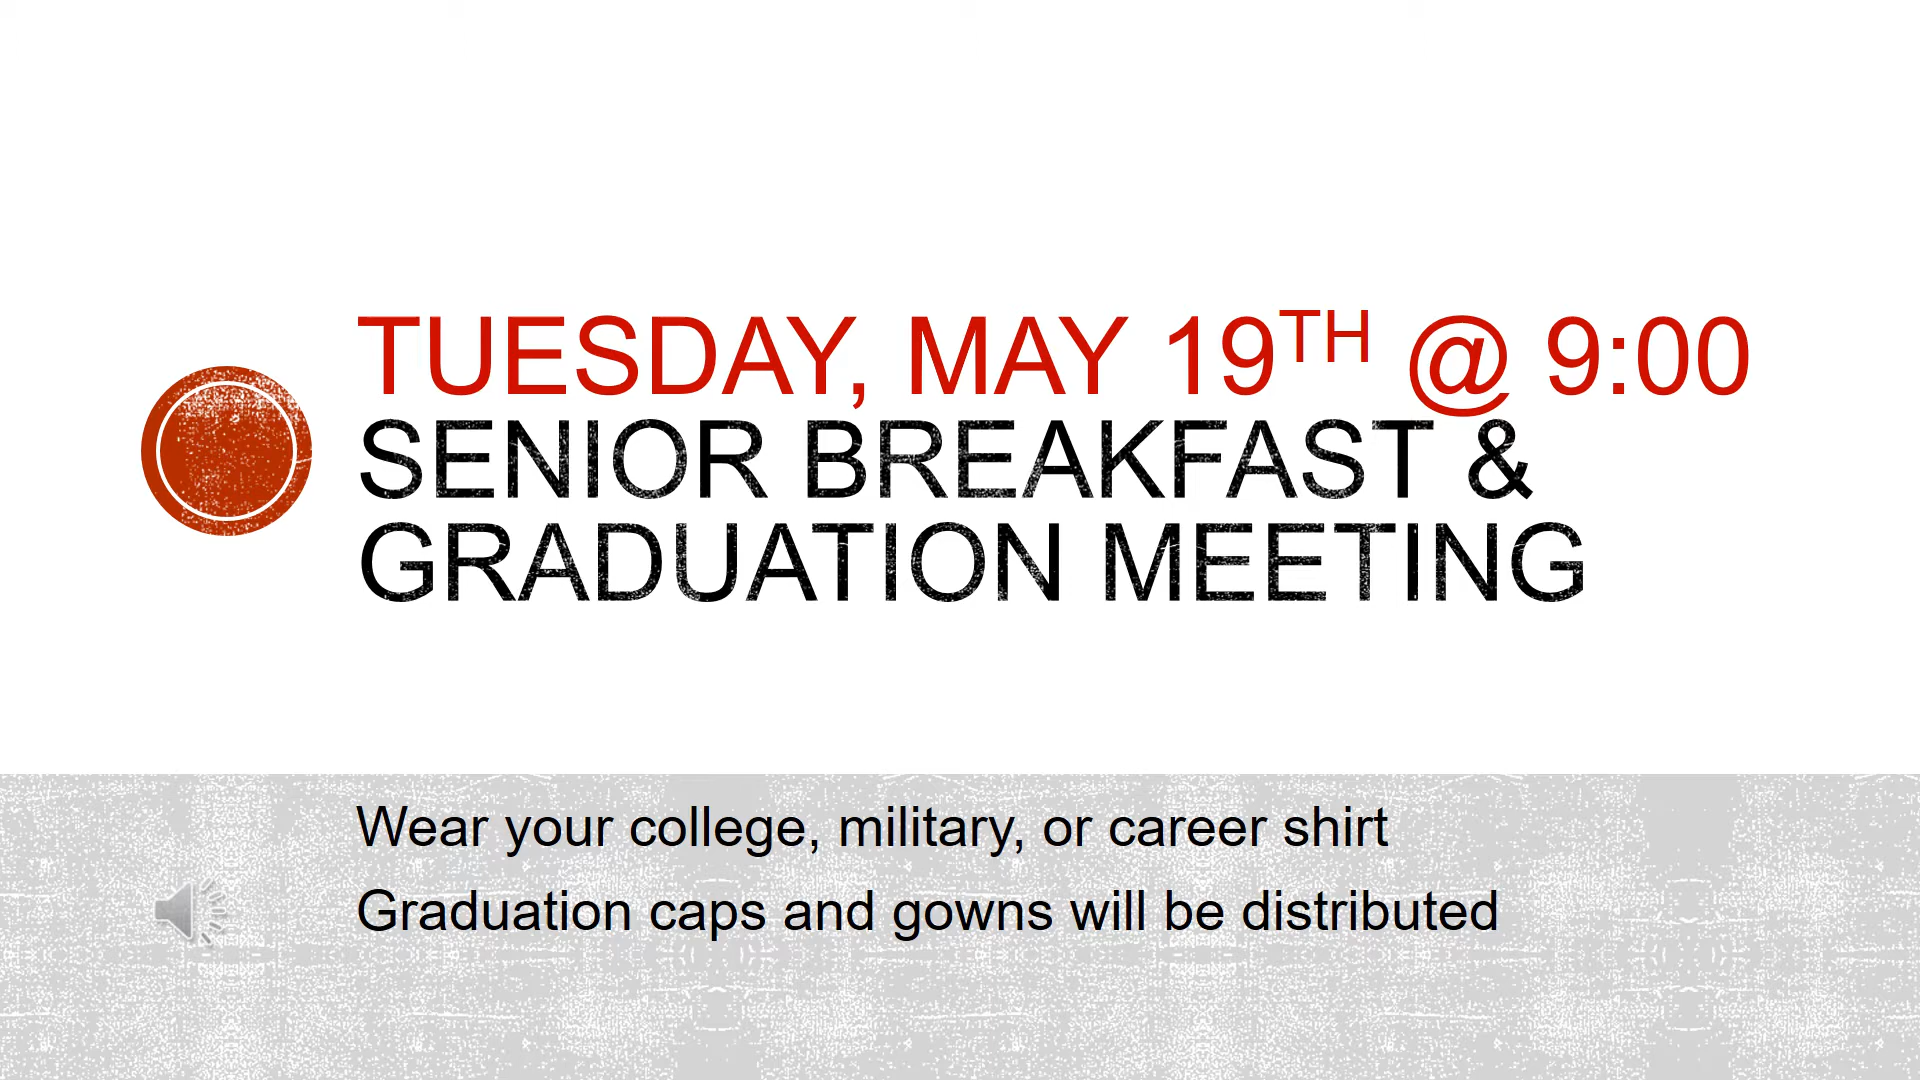 TUESDAY, MAY 19TH @ 9:00
SENIOR BREAKFAST &
GRADUATION MEETING
Wear your college, military, or career shirt
Graduation caps and gowns will be distributed